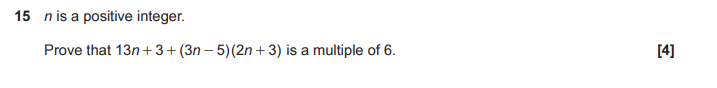 15 n is a positive integer.
Prove that 13n + 3 + (3n – 5)(2n + 3) is a multiple of 6. [4]